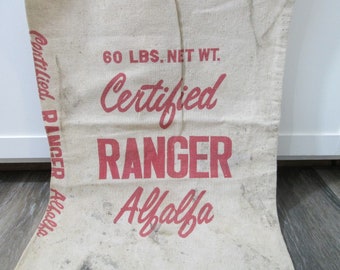 60 LBS. NET WT.
Certified
RANGER
Alfalfa
Certified RANGER Alfalfa